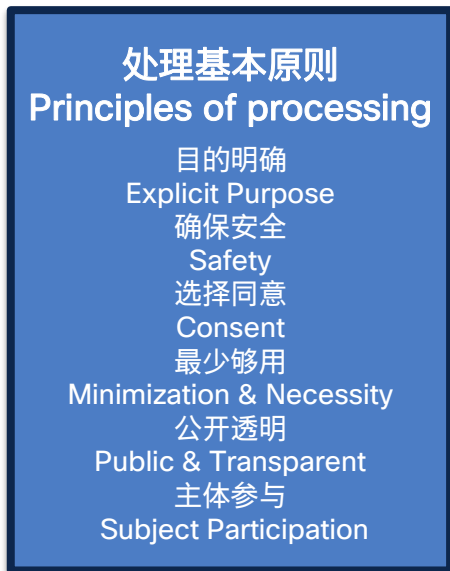 处理基本原则
Principles of processing
目的明确
Explicit Purpose
确保安全
Safety
选择同意
Consent
最少够用
Minimization & Necessity
公开透明
Public & Transparent
主体参与
Subject Participation